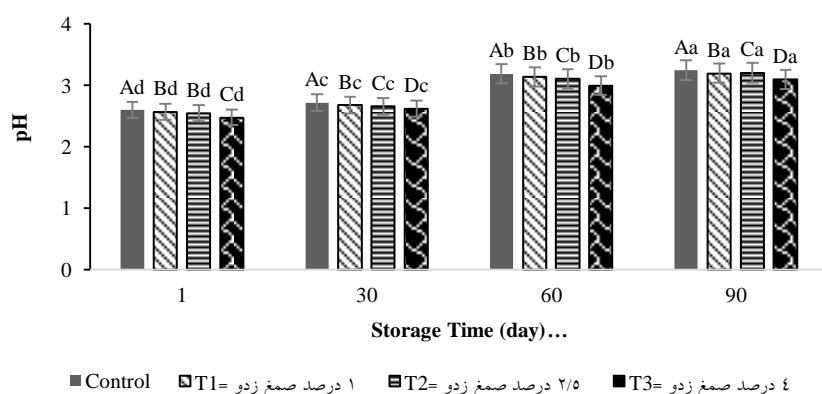 4
Ab Bb Cb Db Aa Ba Ca Da
Ad Bd Bd Cd Ac Bc Cc Dc
3
pH
2
1
0
1 30 60 90
Storage Time (day)…
Control T1= ۱ درصد صمغ زدو T2= ۲/۵ درصد صمغ زدو T3= ٤ درصد صمغ زدو